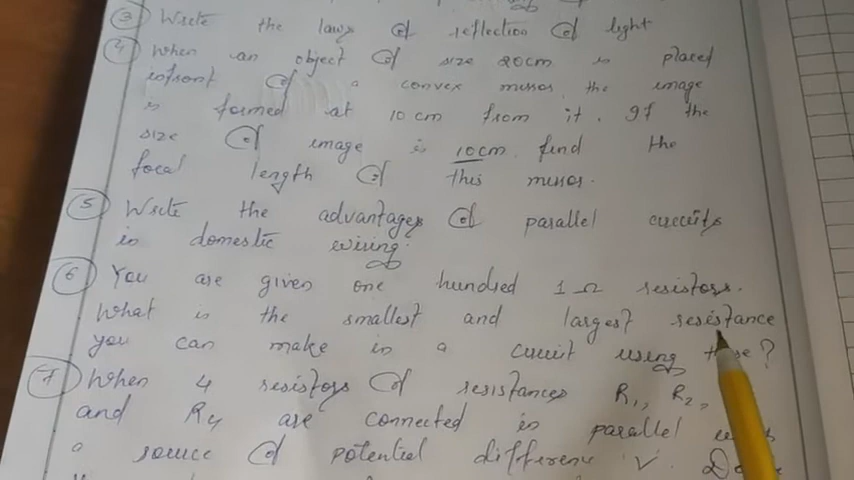 ③ Write the laws of reflection of light
④ When an object of size 20cm is placed
infront of a convex mirror, the image
is formed at 10 cm from it. If the
size of image is 10cm find the
focal length of this mirror.
⑤ Write the advantages of parallel circuits
in domestic wiring.
⑥ You are given one hundred 1Ω resistors.
What is the smallest and largest resistance
you can make in a circuit using these?
⑦ When 4 resistors of resistances R₁, R₂,
and R₄ are connected in parallel with
a source of potential difference V.